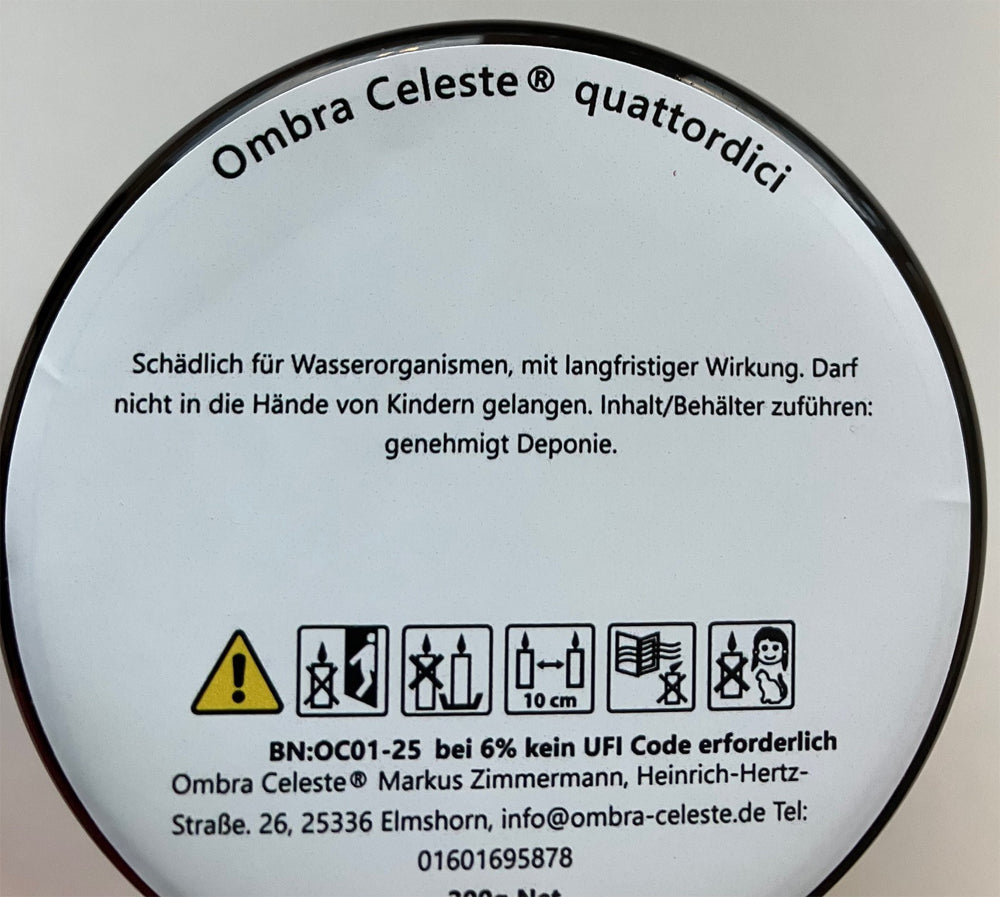 Ombra Celeste® quattordici
Schädlich für Wasserorganismen, mit langfristiger Wirkung. Darf
nicht in die Hände von Kindern gelangen. Inhalt/Behälter zuführen:
genehmigt Deponie.
10 cm
BN:OC01-25 bei 6% kein UFI Code erforderlich
Ombra Celeste® Markus Zimmermann, Heinrich-Hertz-
Straße. 26, 25336 Elmshorn, info@ombra-celeste.de Tel:
01601695878